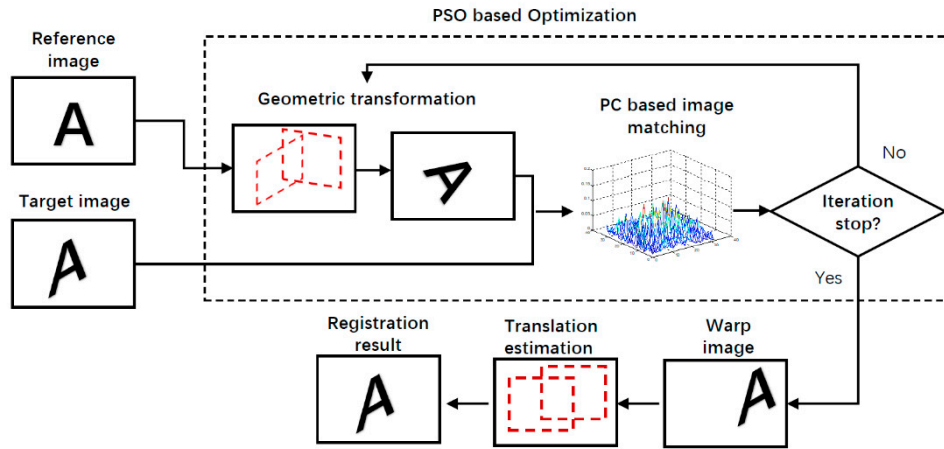 PSO based Optimization
Reference
image
A
Geometric transformation
A
PC based image
matching
No
Iteration
stop?
Yes
Target image
A
Registration
result
A
Translation
estimation
Warp
image
A